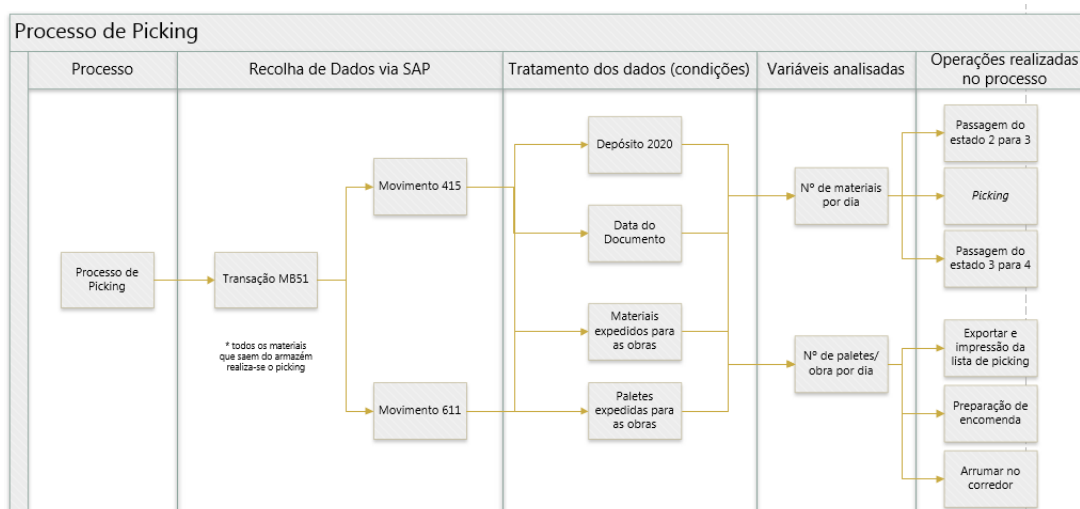 Processo de Picking
Processo
Recolha de Dados via SAP
Tratamento dos dados (condições)
Variáveis analisadas
Operações realizadas
no processo
Processo de
Picking
Transação MB51
* todos os materiais
que saem do armazém
realiza-se o picking
Movimento 415
Movimento 611
Depósito 2020
Data do
Documento
Materiais
expedidos para
as obras
Paletes
expedidas para
as obras
Nº de materiais
por dia
Nº de paletes/
obra por dia
Passagem do
estado 2 para 3
Picking
Passagem do
estado 3 para 4
Exportar e
impressão da
lista de picking
Preparação de
encomenda
Arrumar no
corredor